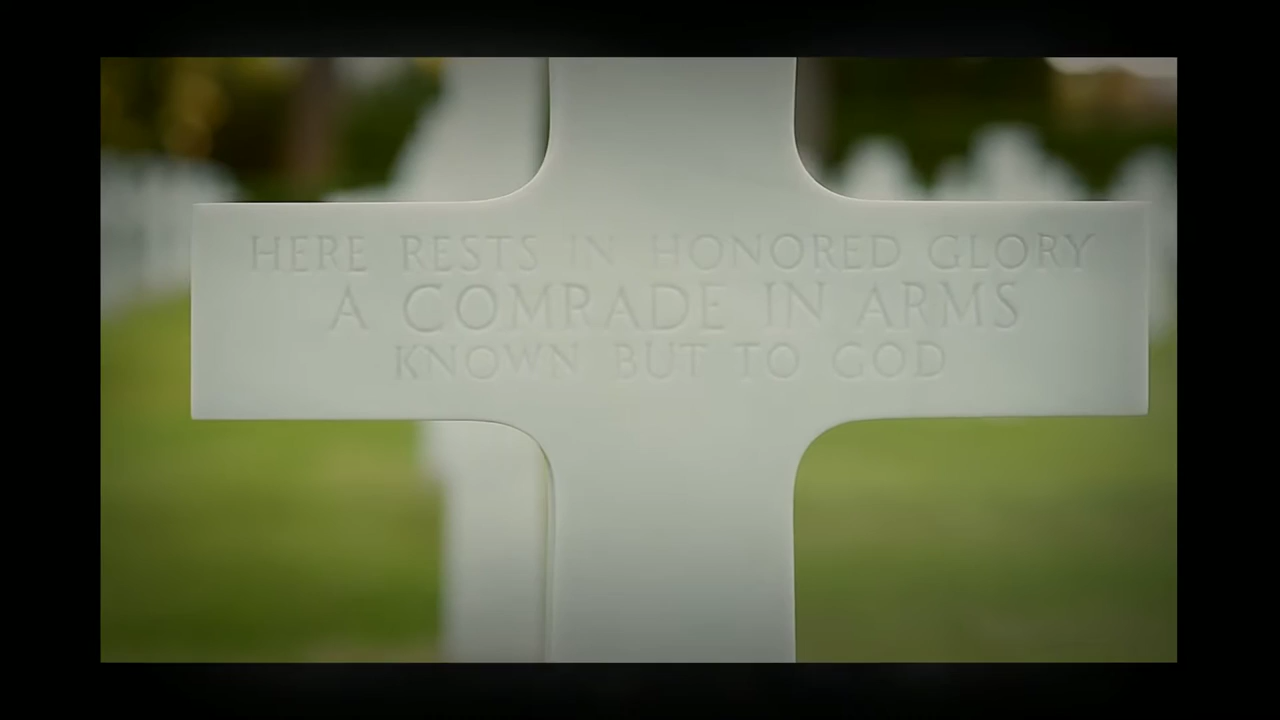 HERE RESTS IN HONORED GLORY
A COMRADE IN ARMS
KNOWN BUT TO GOD